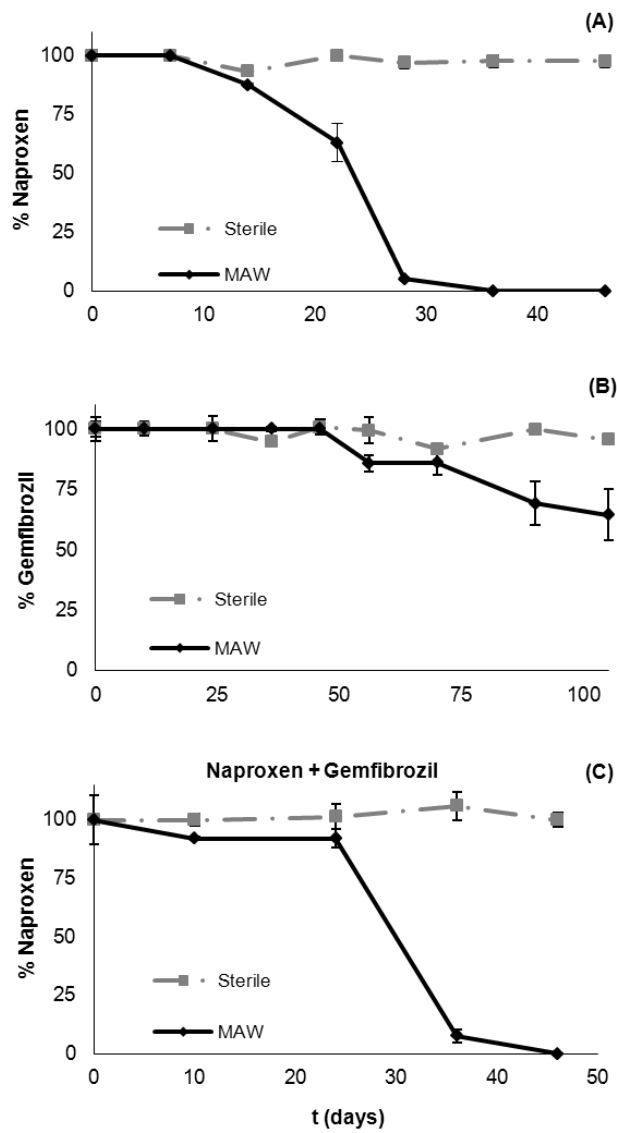 (A)
100
75
50
25
0
% Naproxen
Sterile
MAW
0 10 20 30 40
(B)
100
75
50
25
0
% Gemfibrozil
Sterile
MAW
0 25 50 75 100
Naproxen + Gemfibrozil (C)
100
75
50
25
0
% Naproxen
Sterile
MAW
0 10 20 30 40 50
t (days)